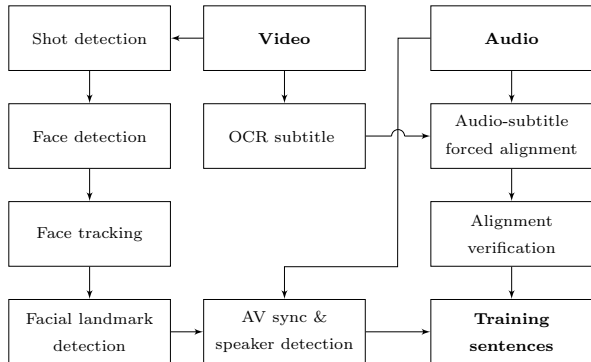 Shot detection
Video
Audio
Face detection
OCR subtitle
Audio-subtitle
forced alignment
Face tracking
Alignment
verification
Facial landmark
detection
AV sync &
speaker detection
Training
sentences